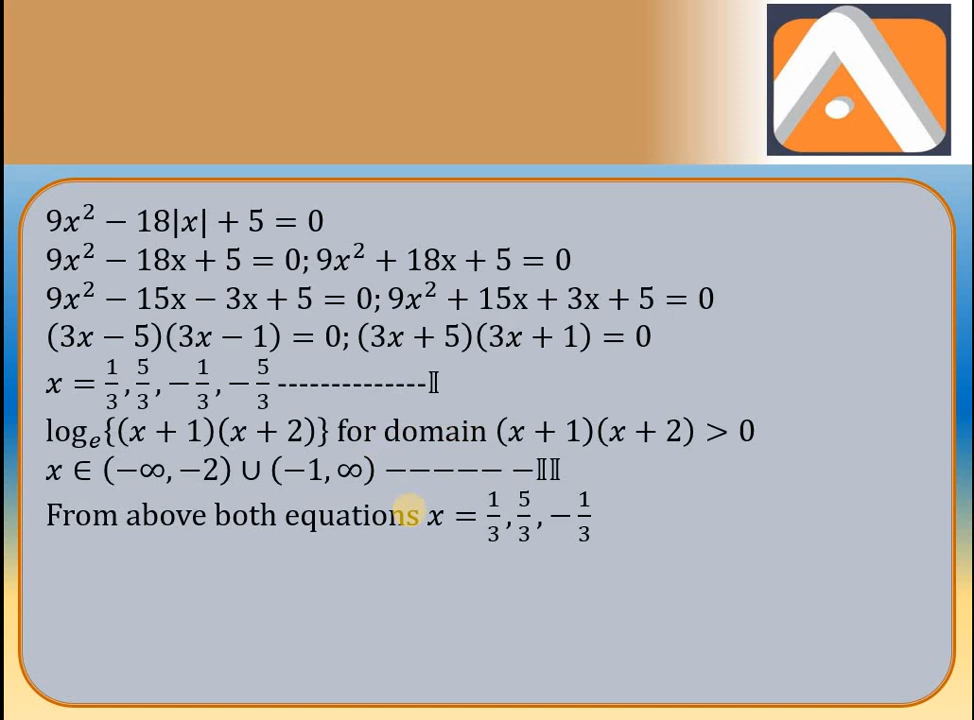 9x² − 18|x| + 5 = 0
9x² − 18x + 5 = 0; 9x² + 18x + 5 = 0
9x² − 15x − 3x + 5 = 0; 9x² + 15x + 3x + 5 = 0
(3x − 5)(3x − 1) = 0; (3x + 5)(3x + 1) = 0
x = 1/3, 5/3, −1/3, −5/3 --------------𝕀
logₑ{(x + 1)(x + 2)} for domain (x + 1)(x + 2) > 0
x ∈ (−∞, −2) ∪ (−1, ∞) −−−−−− −𝕀𝕀
From above both equations x = 1/3, 5/3, −1/3